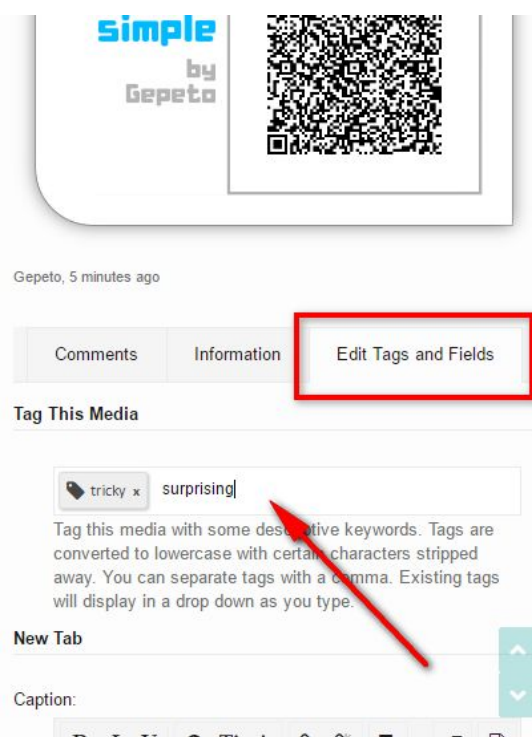 simple
by
Gepeto
Gepeto, 5 minutes ago
Comments Information Edit Tags and Fields
Tag This Media
tricky x surprising
Tag this media with some descriptive keywords. Tags are
converted to lowercase with certain characters stripped
away. You can separate tags with a comma. Existing tags
will display in a drop down as you type.
New Tab
Caption: